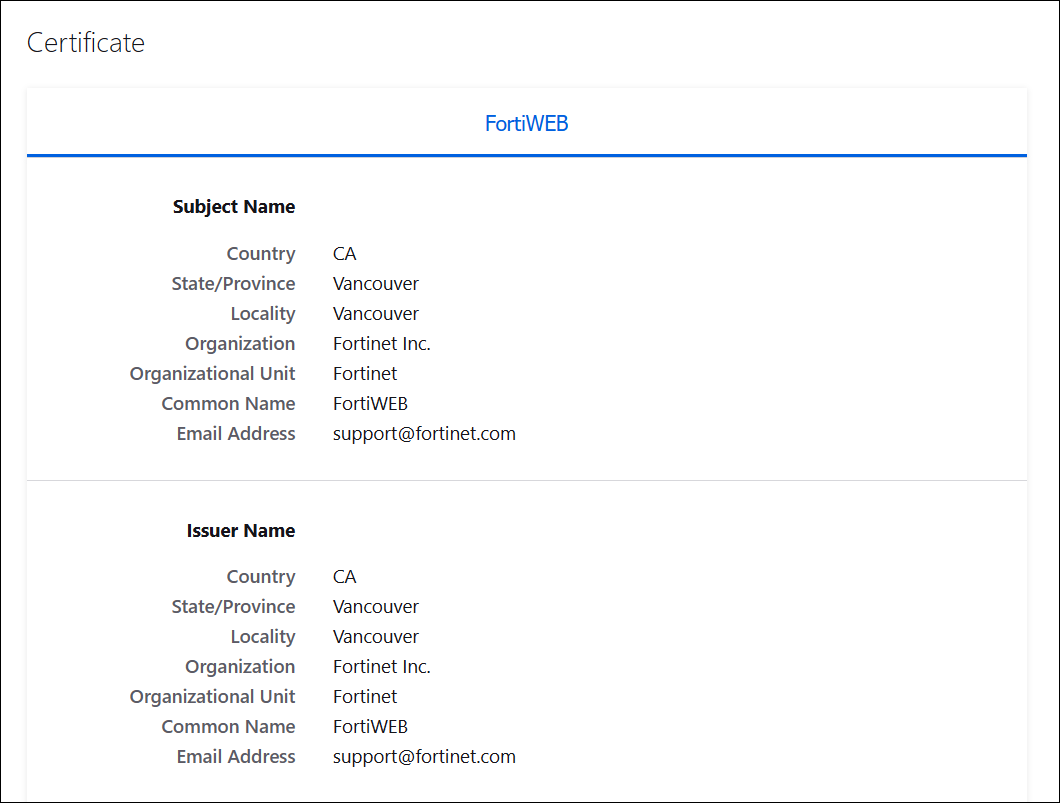 Certificate
FortiWEB
Subject Name
Country CA
State/Province Vancouver
Locality Vancouver
Organization Fortinet Inc.
Organizational Unit Fortinet
Common Name FortiWEB
Email Address support@fortinet.com
Issuer Name
Country CA
State/Province Vancouver
Locality Vancouver
Organization Fortinet Inc.
Organizational Unit Fortinet
Common Name FortiWEB
Email Address support@fortinet.com